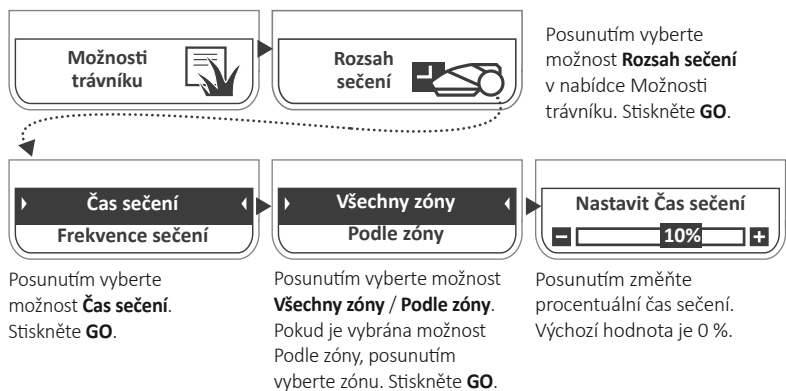 Možnosti
trávníku
Rozsah
sečení
Posunutím vyberte
možnost Rozsah sečení
v nabídce Možnosti
trávníku. Stiskněte GO.
Čas sečení
Frekvence sečení
Všechny zóny
Podle zóny
Nastavit Čas sečení
10%
Posunutím vyberte
možnost Čas sečení.
Stiskněte GO.
Posunutím vyberte možnost
Všechny zóny / Podle zóny.
Pokud je vybrána možnost
Podle zóny, posunutím
vyberte zónu. Stiskněte GO.
Posunutím změňte
procentuální čas sečení.
Výchozí hodnota je 0 %.